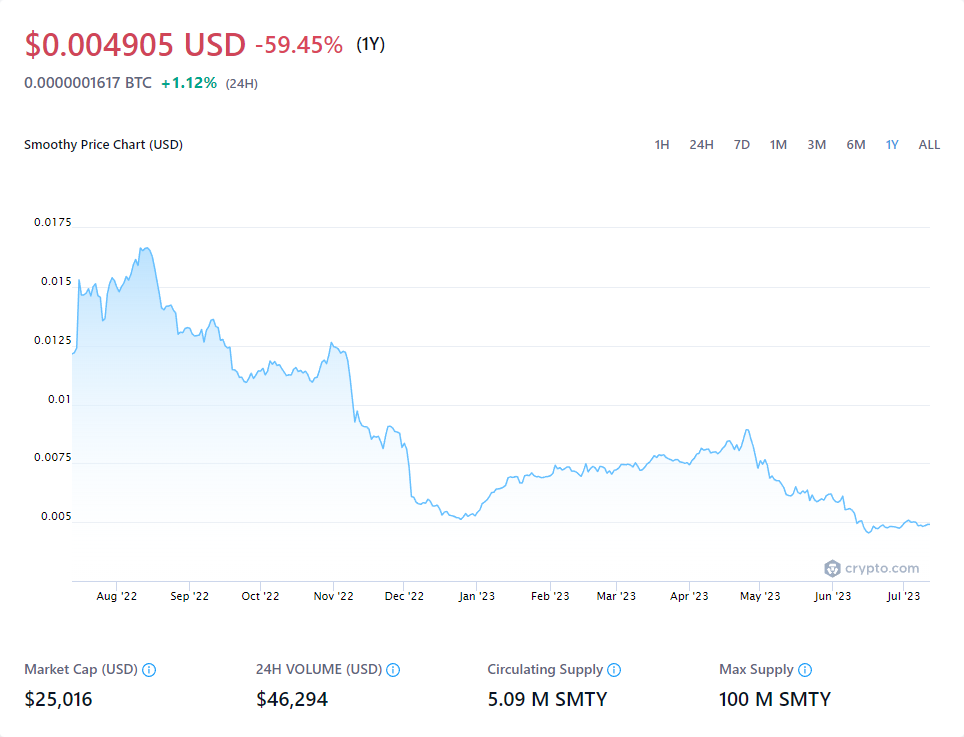 $0.004905 USD -59.45% (1Y)
0.0000001617 BTC +1.12% (24H)
Smoothy Price Chart (USD) 1H 24H 7D 1M 3M 6M 1Y ALL
0.0175
0.015
0.0125
0.01
0.0075
0.005
crypto.com
Aug '22 Sep '22 Oct '22 Nov '22 Dec '22 Jan '23 Feb '23 Mar '23 Apr '23 May '23 Jun '23 Jul '23
Market Cap (USD) 24H VOLUME (USD) Circulating Supply Max Supply
$25,016 $46,294 5.09 M SMTY 100 M SMTY